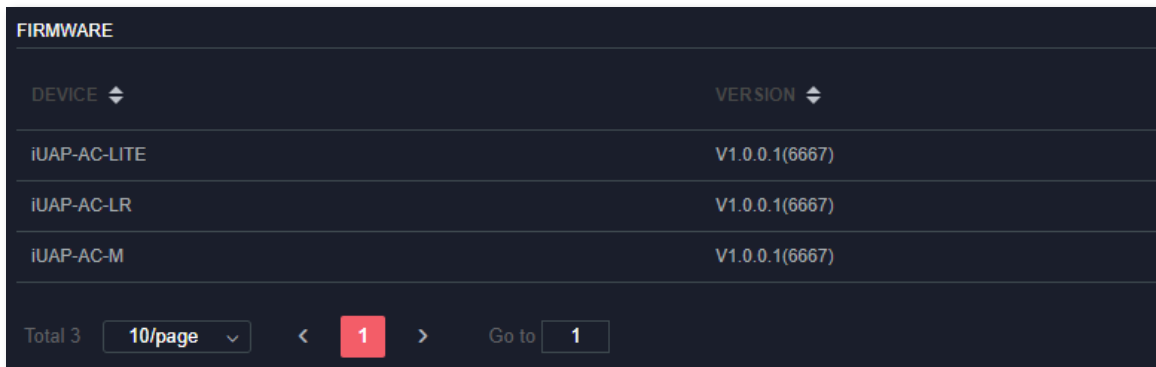 FIRMWARE
DEVICE VERSION
iUAP-AC-LITE V1.0.0.1(6667)
iUAP-AC-LR V1.0.0.1(6667)
iUAP-AC-M V1.0.0.1(6667)
Total 3 10/page 1 Go to 1